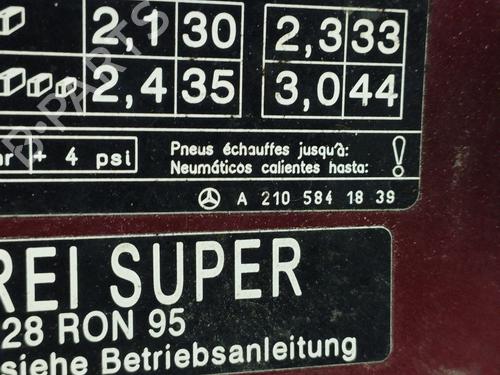 2,1 30 2,3 33
2,4 35 3,0 44
+ 4 psi
Pneus échauffes jusqu'à:
Neumáticos calientes hasta: !
A 210 584 18 39
REI SUPER
28 RON 95
siehe Betriebsanleitung